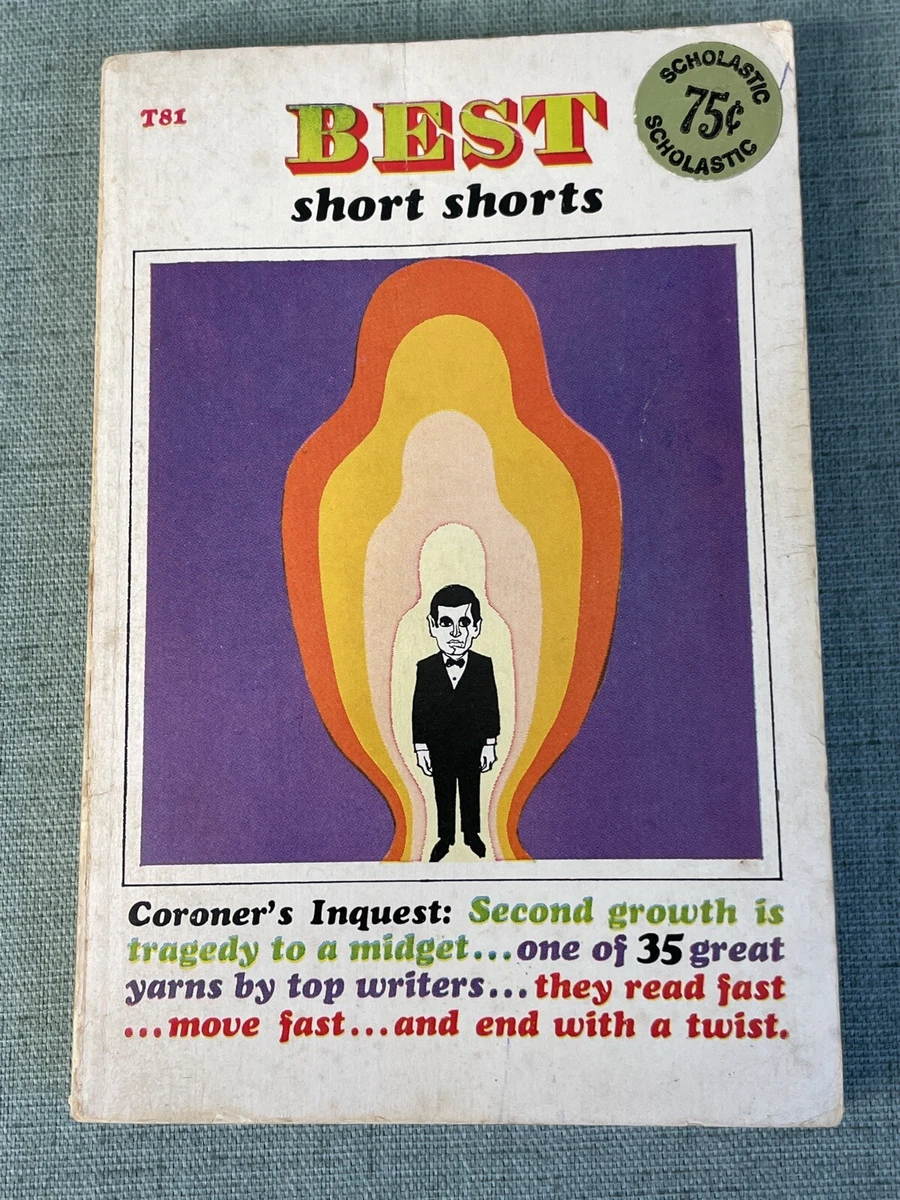 T81
BEST
short shorts
SCHOLASTIC
75¢
SCHOLASTIC
Coroner's Inquest: Second growth is
tragedy to a midget...one of 35 great
yarns by top writers...they read fast
...move fast...and end with a twist.